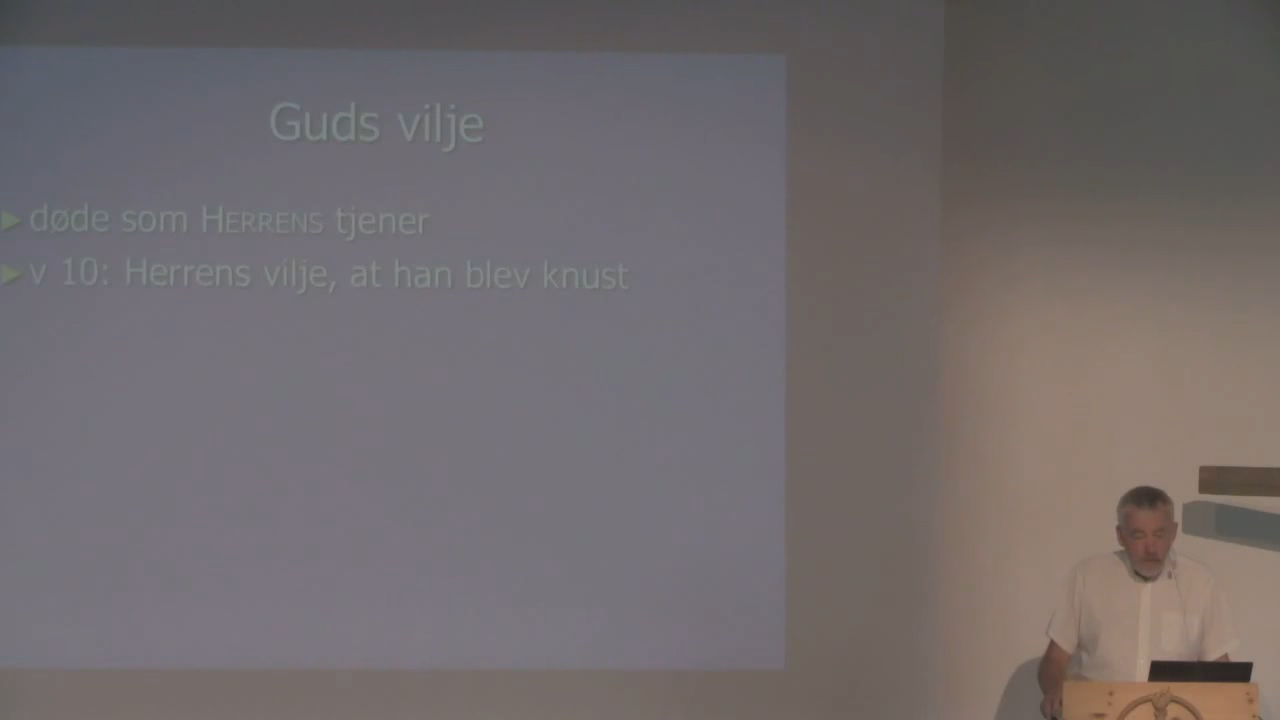 Guds vilje
►døde som HERRENS tjener
►v 10: Herrens vilje, at han blev knust